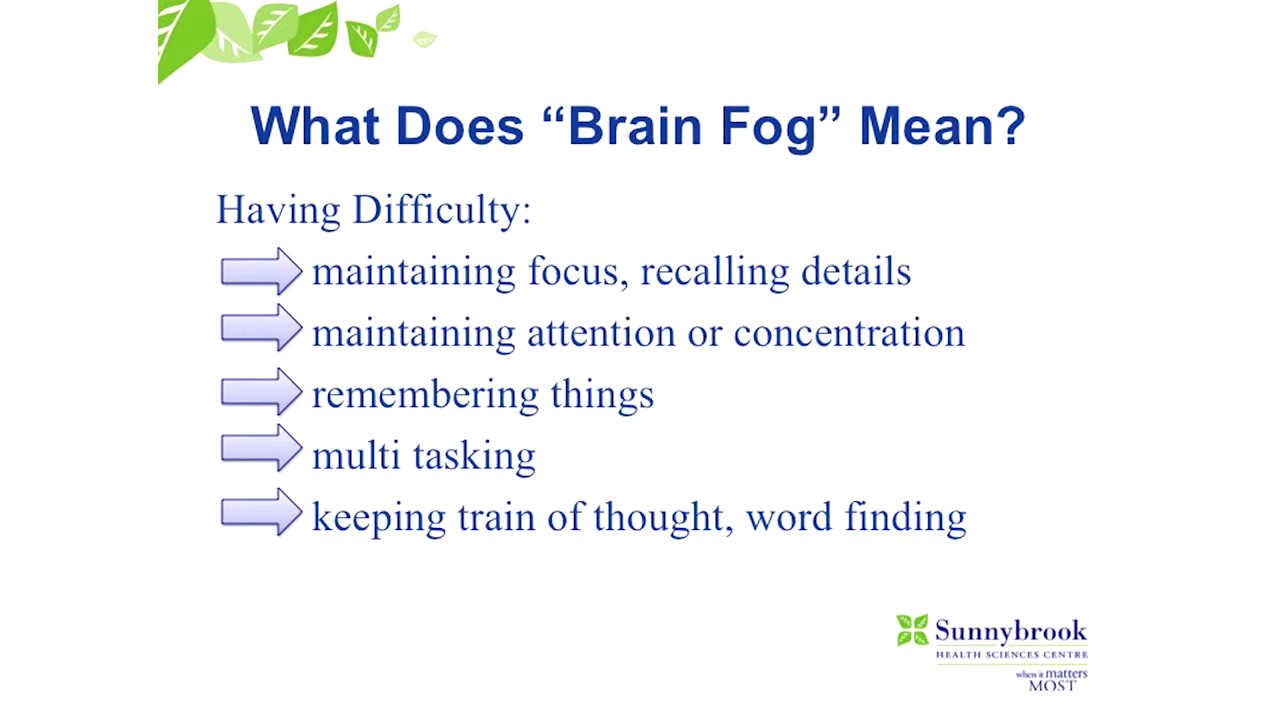 What Does “Brain Fog” Mean?
Having Difficulty:
maintaining focus, recalling details
maintaining attention or concentration
remembering things
multi tasking
keeping train of thought, word finding
Sunnybrook
HEALTH SCIENCES CENTRE
when it matters
MOST